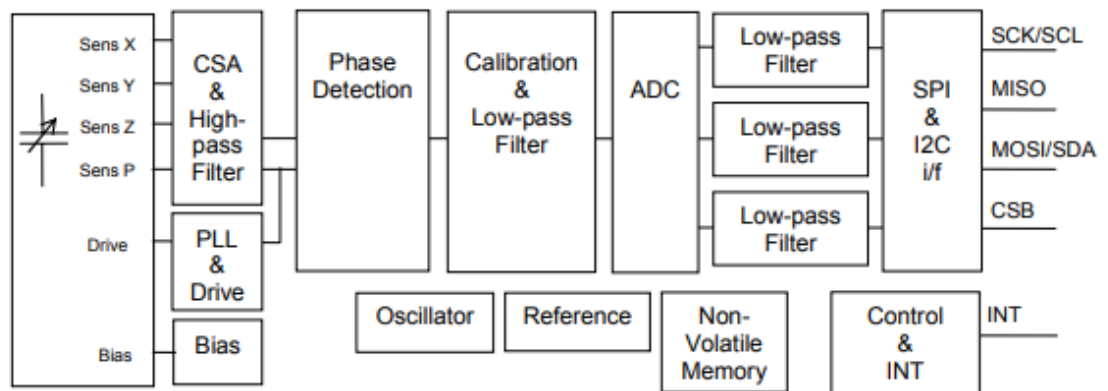 Sens X
Sens Y
Sens Z
Sens P
Drive
Bias
CSA
&
High-
pass
Filter
PLL
&
Drive
Bias
Phase
Detection
Calibration
&
Low-pass
Filter
ADC
Low-pass
Filter
Low-pass
Filter
Low-pass
Filter
SPI
&
I2C
i/f
SCK/SCL
MISO
MOSI/SDA
CSB
Oscillator
Reference
Non-
Volatile
Memory
Control
&
INT
INT